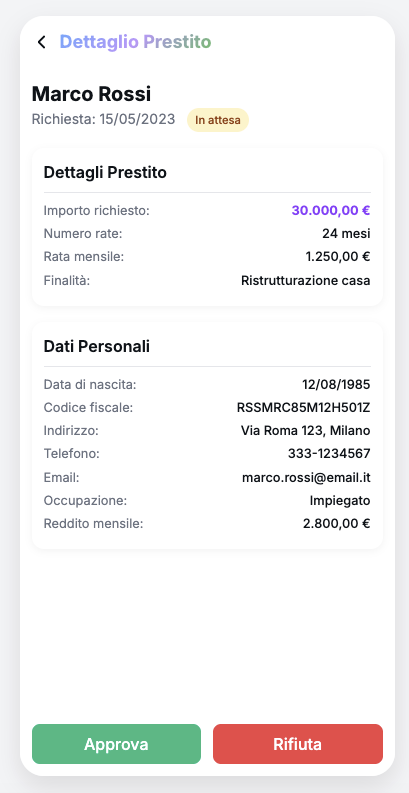 Dettaglio Prestito
Marco Rossi
Richiesta: 15/05/2023 In attesa
Dettagli Prestito
Importo richiesto: 30.000,00 €
Numero rate: 24 mesi
Rata mensile: 1.250,00 €
Finalità: Ristrutturazione casa
Dati Personali
Data di nascita: 12/08/1985
Codice fiscale: RSSMRC85M12H501Z
Indirizzo: Via Roma 123, Milano
Telefono: 333-1234567
Email: marco.rossi@email.it
Occupazione: Impiegato
Reddito mensile: 2.800,00 €
Approva Rifiuta